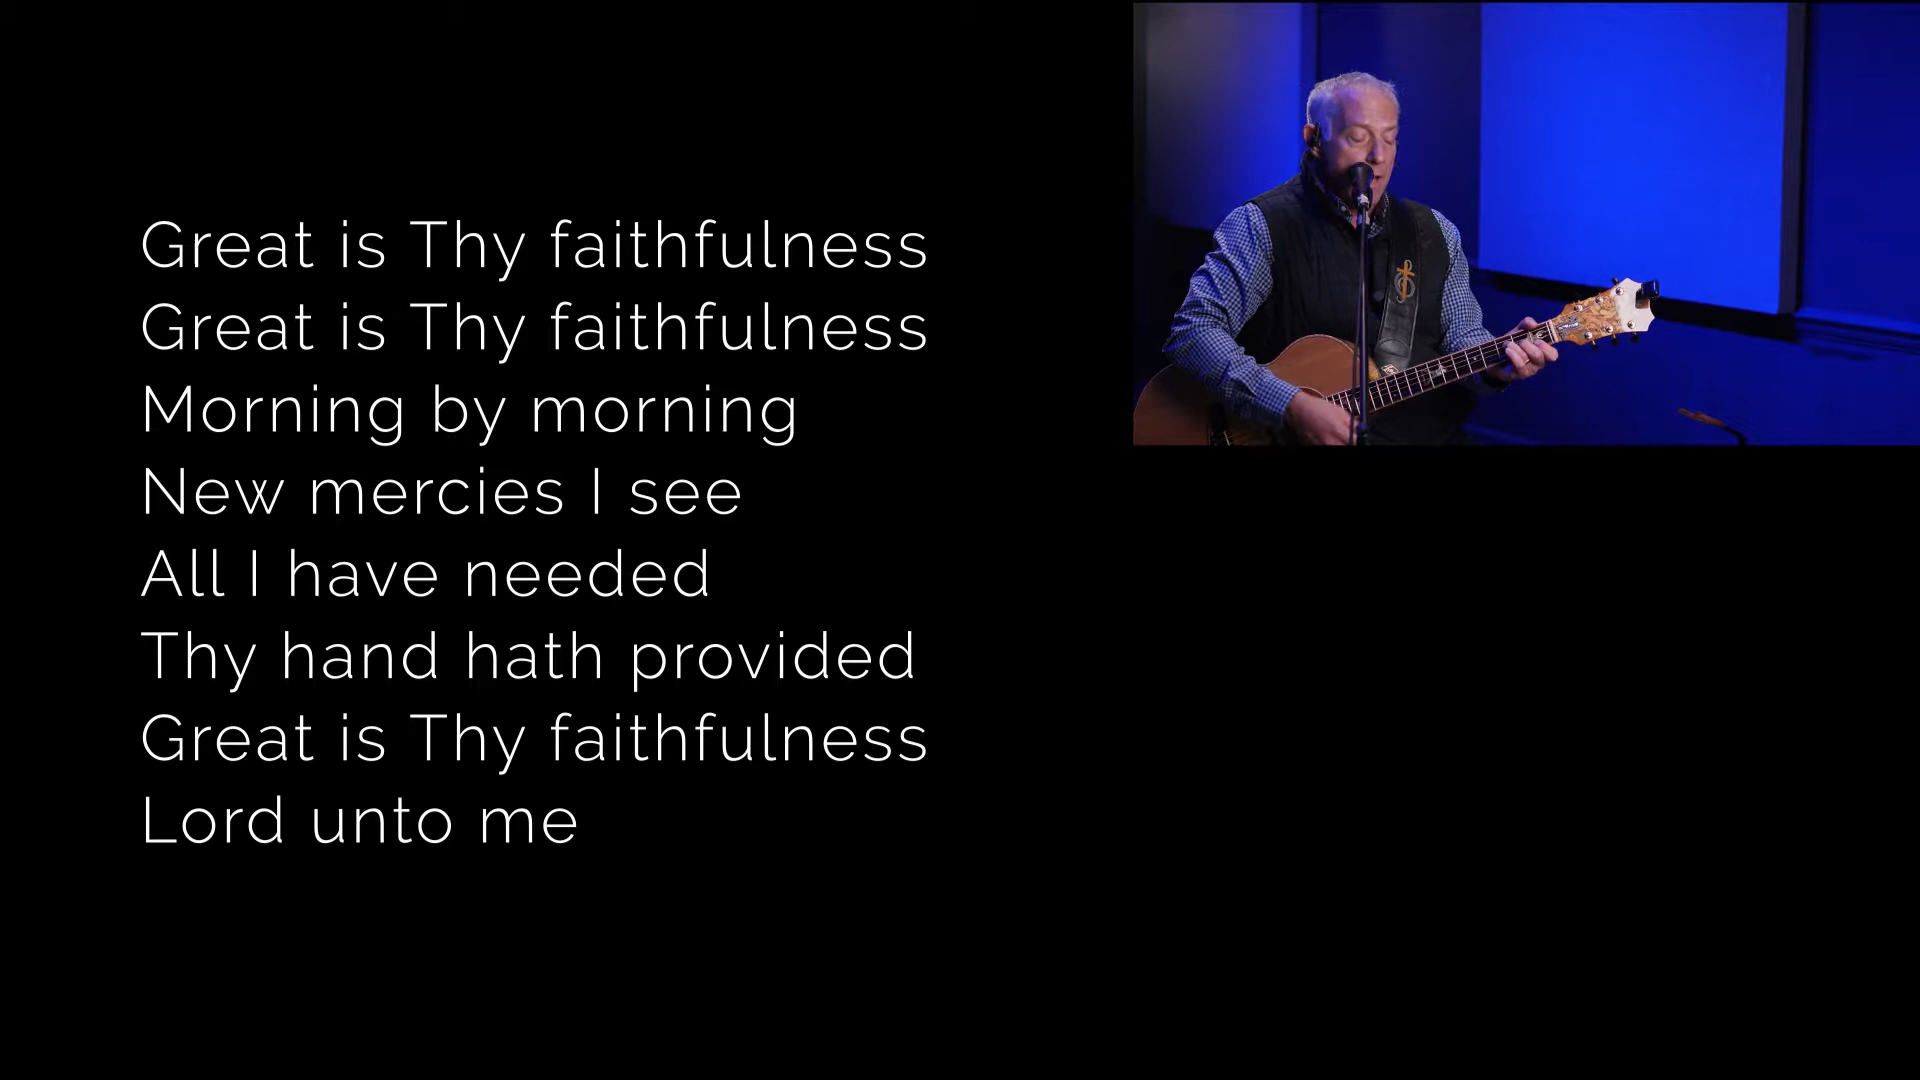 Great is Thy faithfulness
Great is Thy faithfulness
Morning by morning
New mercies I see
All I have needed
Thy hand hath provided
Great is Thy faithfulness
Lord unto me